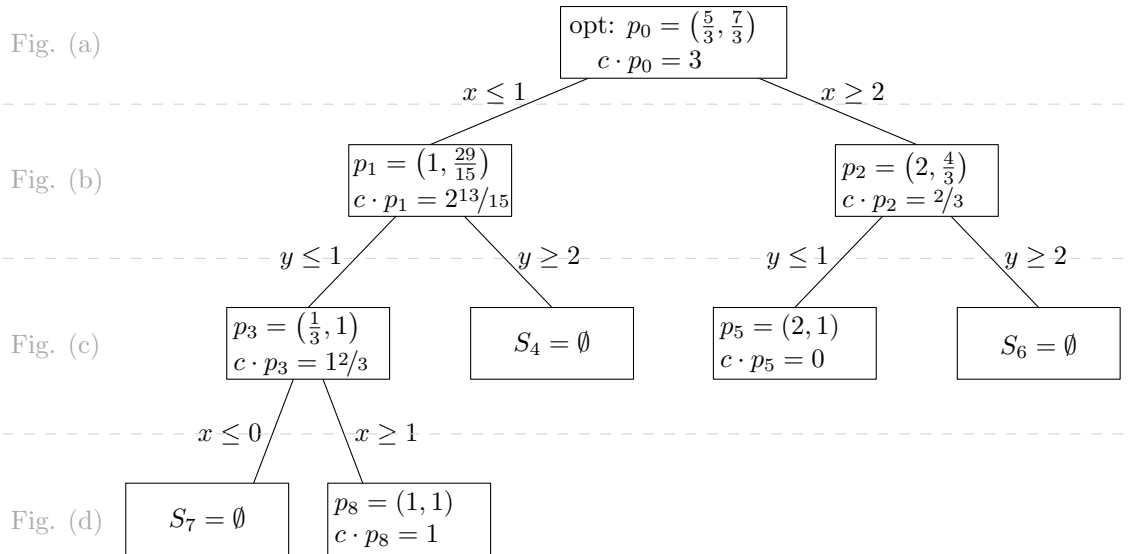 Fig. (a)
opt: p₀ = (5/3, 7/3)
c · p₀ = 3
x ≤ 1
x ≥ 2
Fig. (b)
p₁ = (1, 29/15)
c · p₁ = 2 13/15
p₂ = (2, 4/3)
c · p₂ = 2/3
y ≤ 1
y ≥ 2
y ≤ 1
y ≥ 2
Fig. (c)
p₃ = (1/3, 1)
c · p₃ = 1 2/3
S₄ = ∅
p₅ = (2, 1)
c · p₅ = 0
S₆ = ∅
x ≤ 0
x ≥ 1
Fig. (d)
S₇ = ∅
p₈ = (1, 1)
c · p₈ = 1